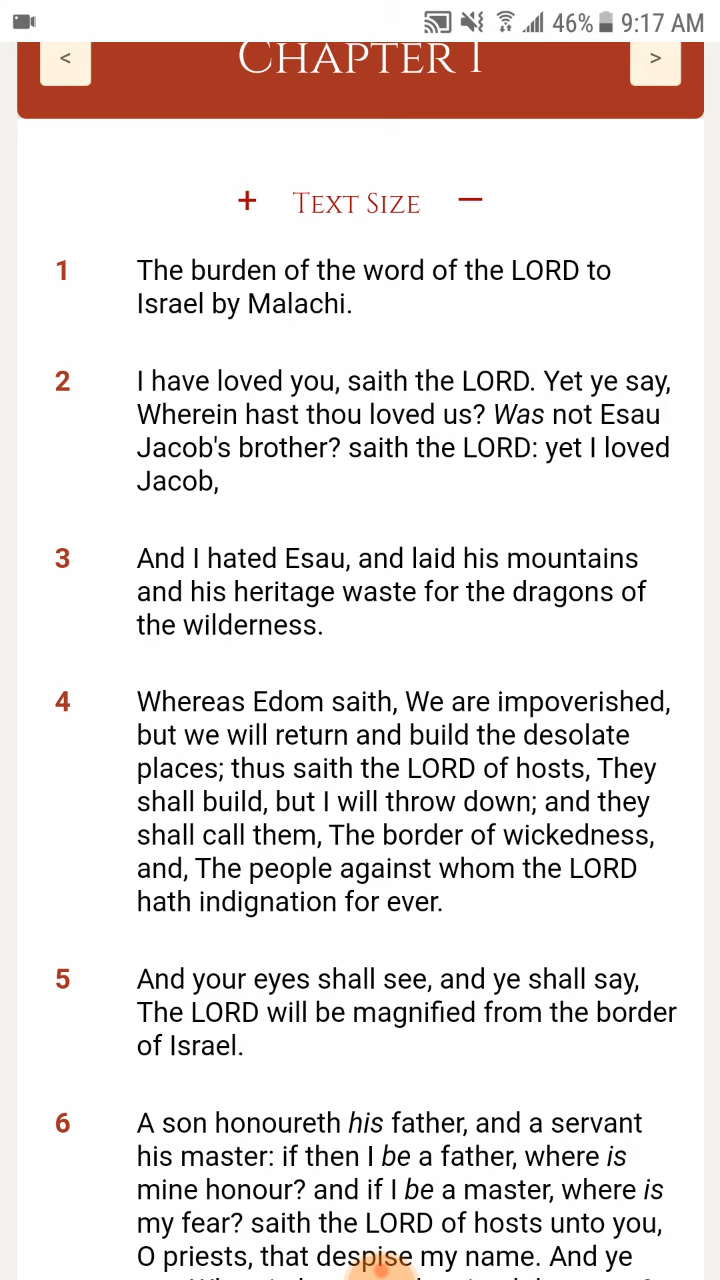 46% 9:17 AM
< CHAPTER 1 >
+ TEXT SIZE −
1 The burden of the word of the LORD to
Israel by Malachi.
2 I have loved you, saith the LORD. Yet ye say,
Wherein hast thou loved us? Was not Esau
Jacob's brother? saith the LORD: yet I loved
Jacob,
3 And I hated Esau, and laid his mountains
and his heritage waste for the dragons of
the wilderness.
4 Whereas Edom saith, We are impoverished,
but we will return and build the desolate
places; thus saith the LORD of hosts, They
shall build, but I will throw down; and they
shall call them, The border of wickedness,
and, The people against whom the LORD
hath indignation for ever.
5 And your eyes shall see, and ye shall say,
The LORD will be magnified from the border
of Israel.
6 A son honoureth his father, and a servant
his master: if then I be a father, where is
mine honour? and if I be a master, where is
my fear? saith the LORD of hosts unto you,
O priests, that despise my name. And ye